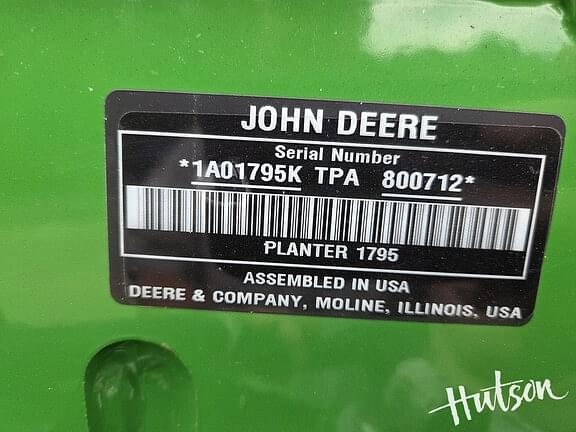 JOHN DEERE
Serial Number
*1A01795K TPA 800712*
PLANTER 1795
ASSEMBLED IN USA
DEERE & COMPANY, MOLINE, ILLINOIS, USA
Hutson